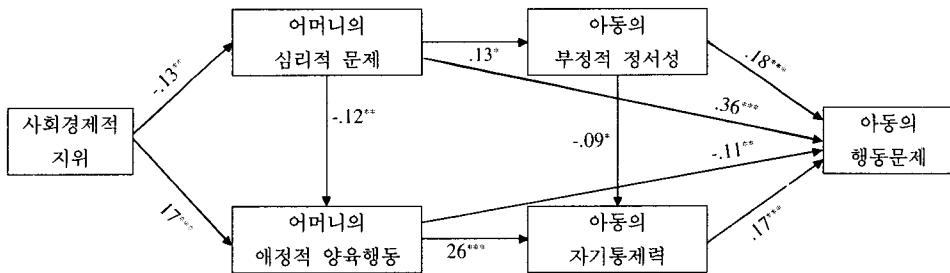 어머니의
심리적 문제
아동의
부정적 정서성
사회경제적
지위
어머니의
애정적 양육행동
아동의
자기통제력
아동의
행동문제
-.13**
17***
-.12**
.13*
.36***
.18***
-.09*
-.11**
26***
.17***